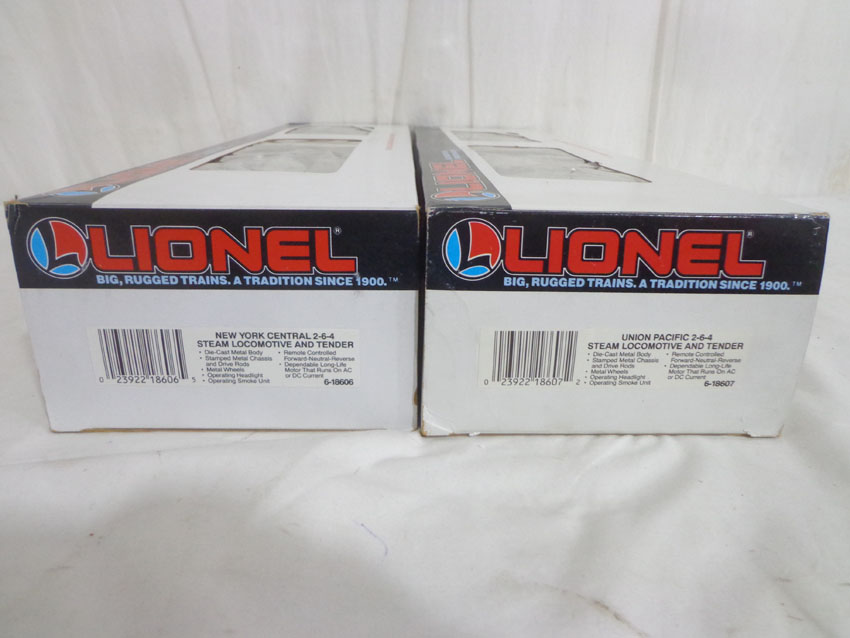 LIONEL®
BIG, RUGGED TRAINS. A TRADITION SINCE 1900.™
NEW YORK CENTRAL 2-6-4
STEAM LOCOMOTIVE AND TENDER
• Die-Cast Metal Body
• Stamped Metal Chassis
and Drive Rods
• Metal Wheels
• Operating Headlight
• Operating Smoke Unit
• Remote Controlled
Forward-Neutral-Reverse
• Dependable Long-Life
Motor That Runs On AC
or DC Current
6-18606
0 23922 18606 5
LIONEL®
BIG, RUGGED TRAINS. A TRADITION SINCE 1900.™
UNION PACIFIC 2-6-4
STEAM LOCOMOTIVE AND TENDER
• Die-Cast Metal Body
• Stamped Metal Chassis
and Drive Rods
• Metal Wheels
• Operating Headlight
• Operating Smoke Unit
• Remote Controlled
Forward-Neutral-Reverse
• Dependable Long-Life
Motor That Runs On AC
or DC Current
6-18607
0 23922 18607 2